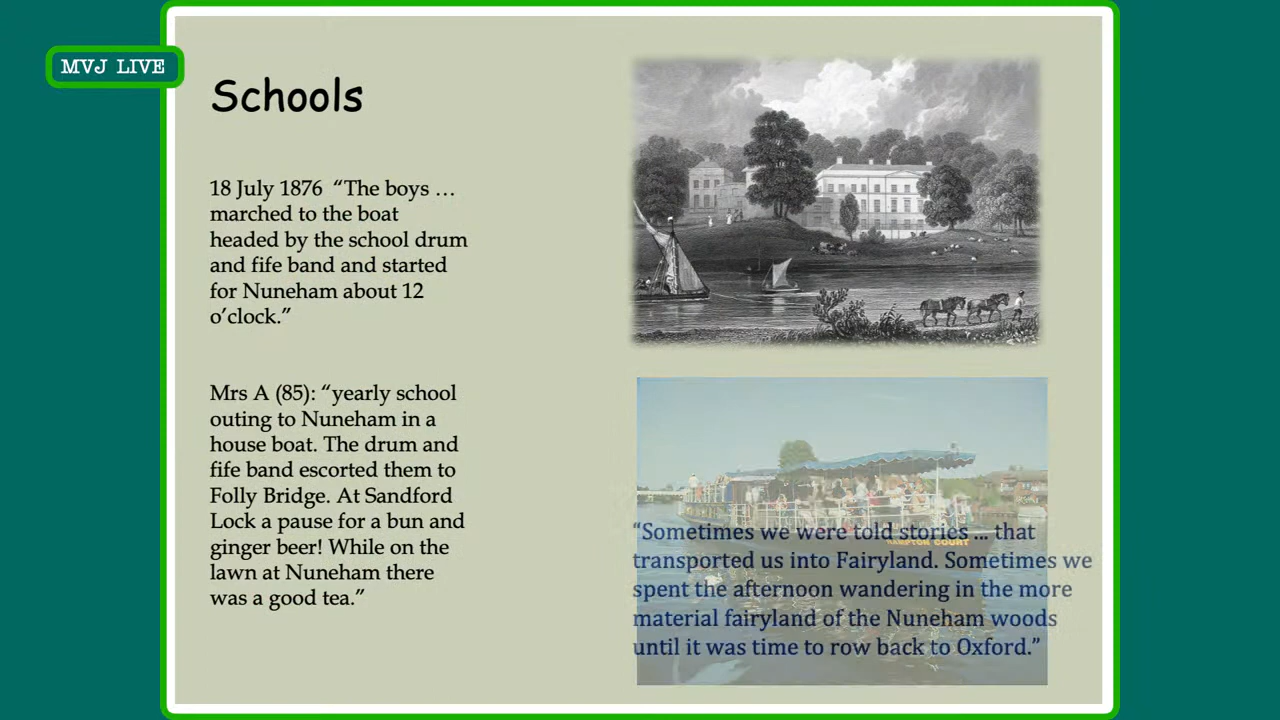 MVJ LIVE
Schools
18 July 1876 “The boys …
marched to the boat
headed by the school drum
and fife band and started
for Nuneham about 12
o’clock.”
Mrs A (85): “yearly school
outing to Nuneham in a
house boat. The drum and
fife band escorted them to
Folly Bridge. At Sandford
Lock a pause for a bun and
ginger beer! While on the
lawn at Nuneham there
was a good tea.”
“Sometimes we were told stories ... that
transported us into Fairyland. Sometimes we
spent the afternoon wandering in the more
material fairyland of the Nuneham woods
until it was time to row back to Oxford.”
HAMPTON COURT